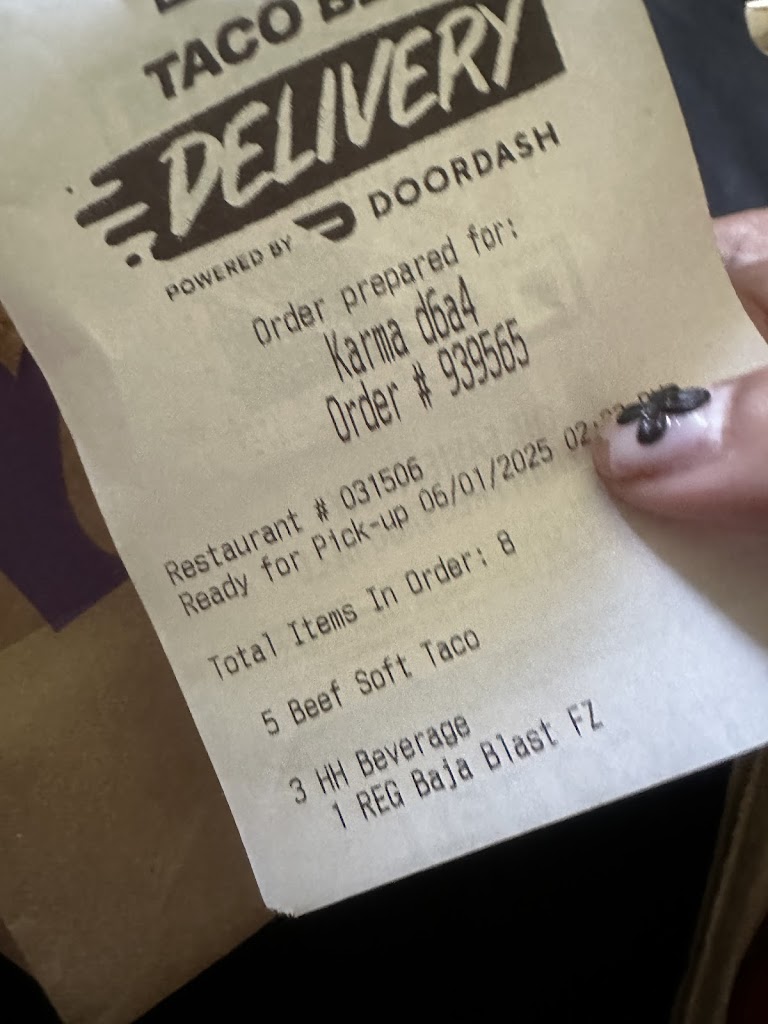 TACO
DELIVERY
POWERED BY DOORDASH
Order prepared for:
Karma d6a4
Order # 939565
Restaurant # 031506
Ready for Pick-up 06/01/2025
Total Items In Order: 8
5 Beef Soft Taco
3 HH Beverage
1 REG Baja Blast FZ